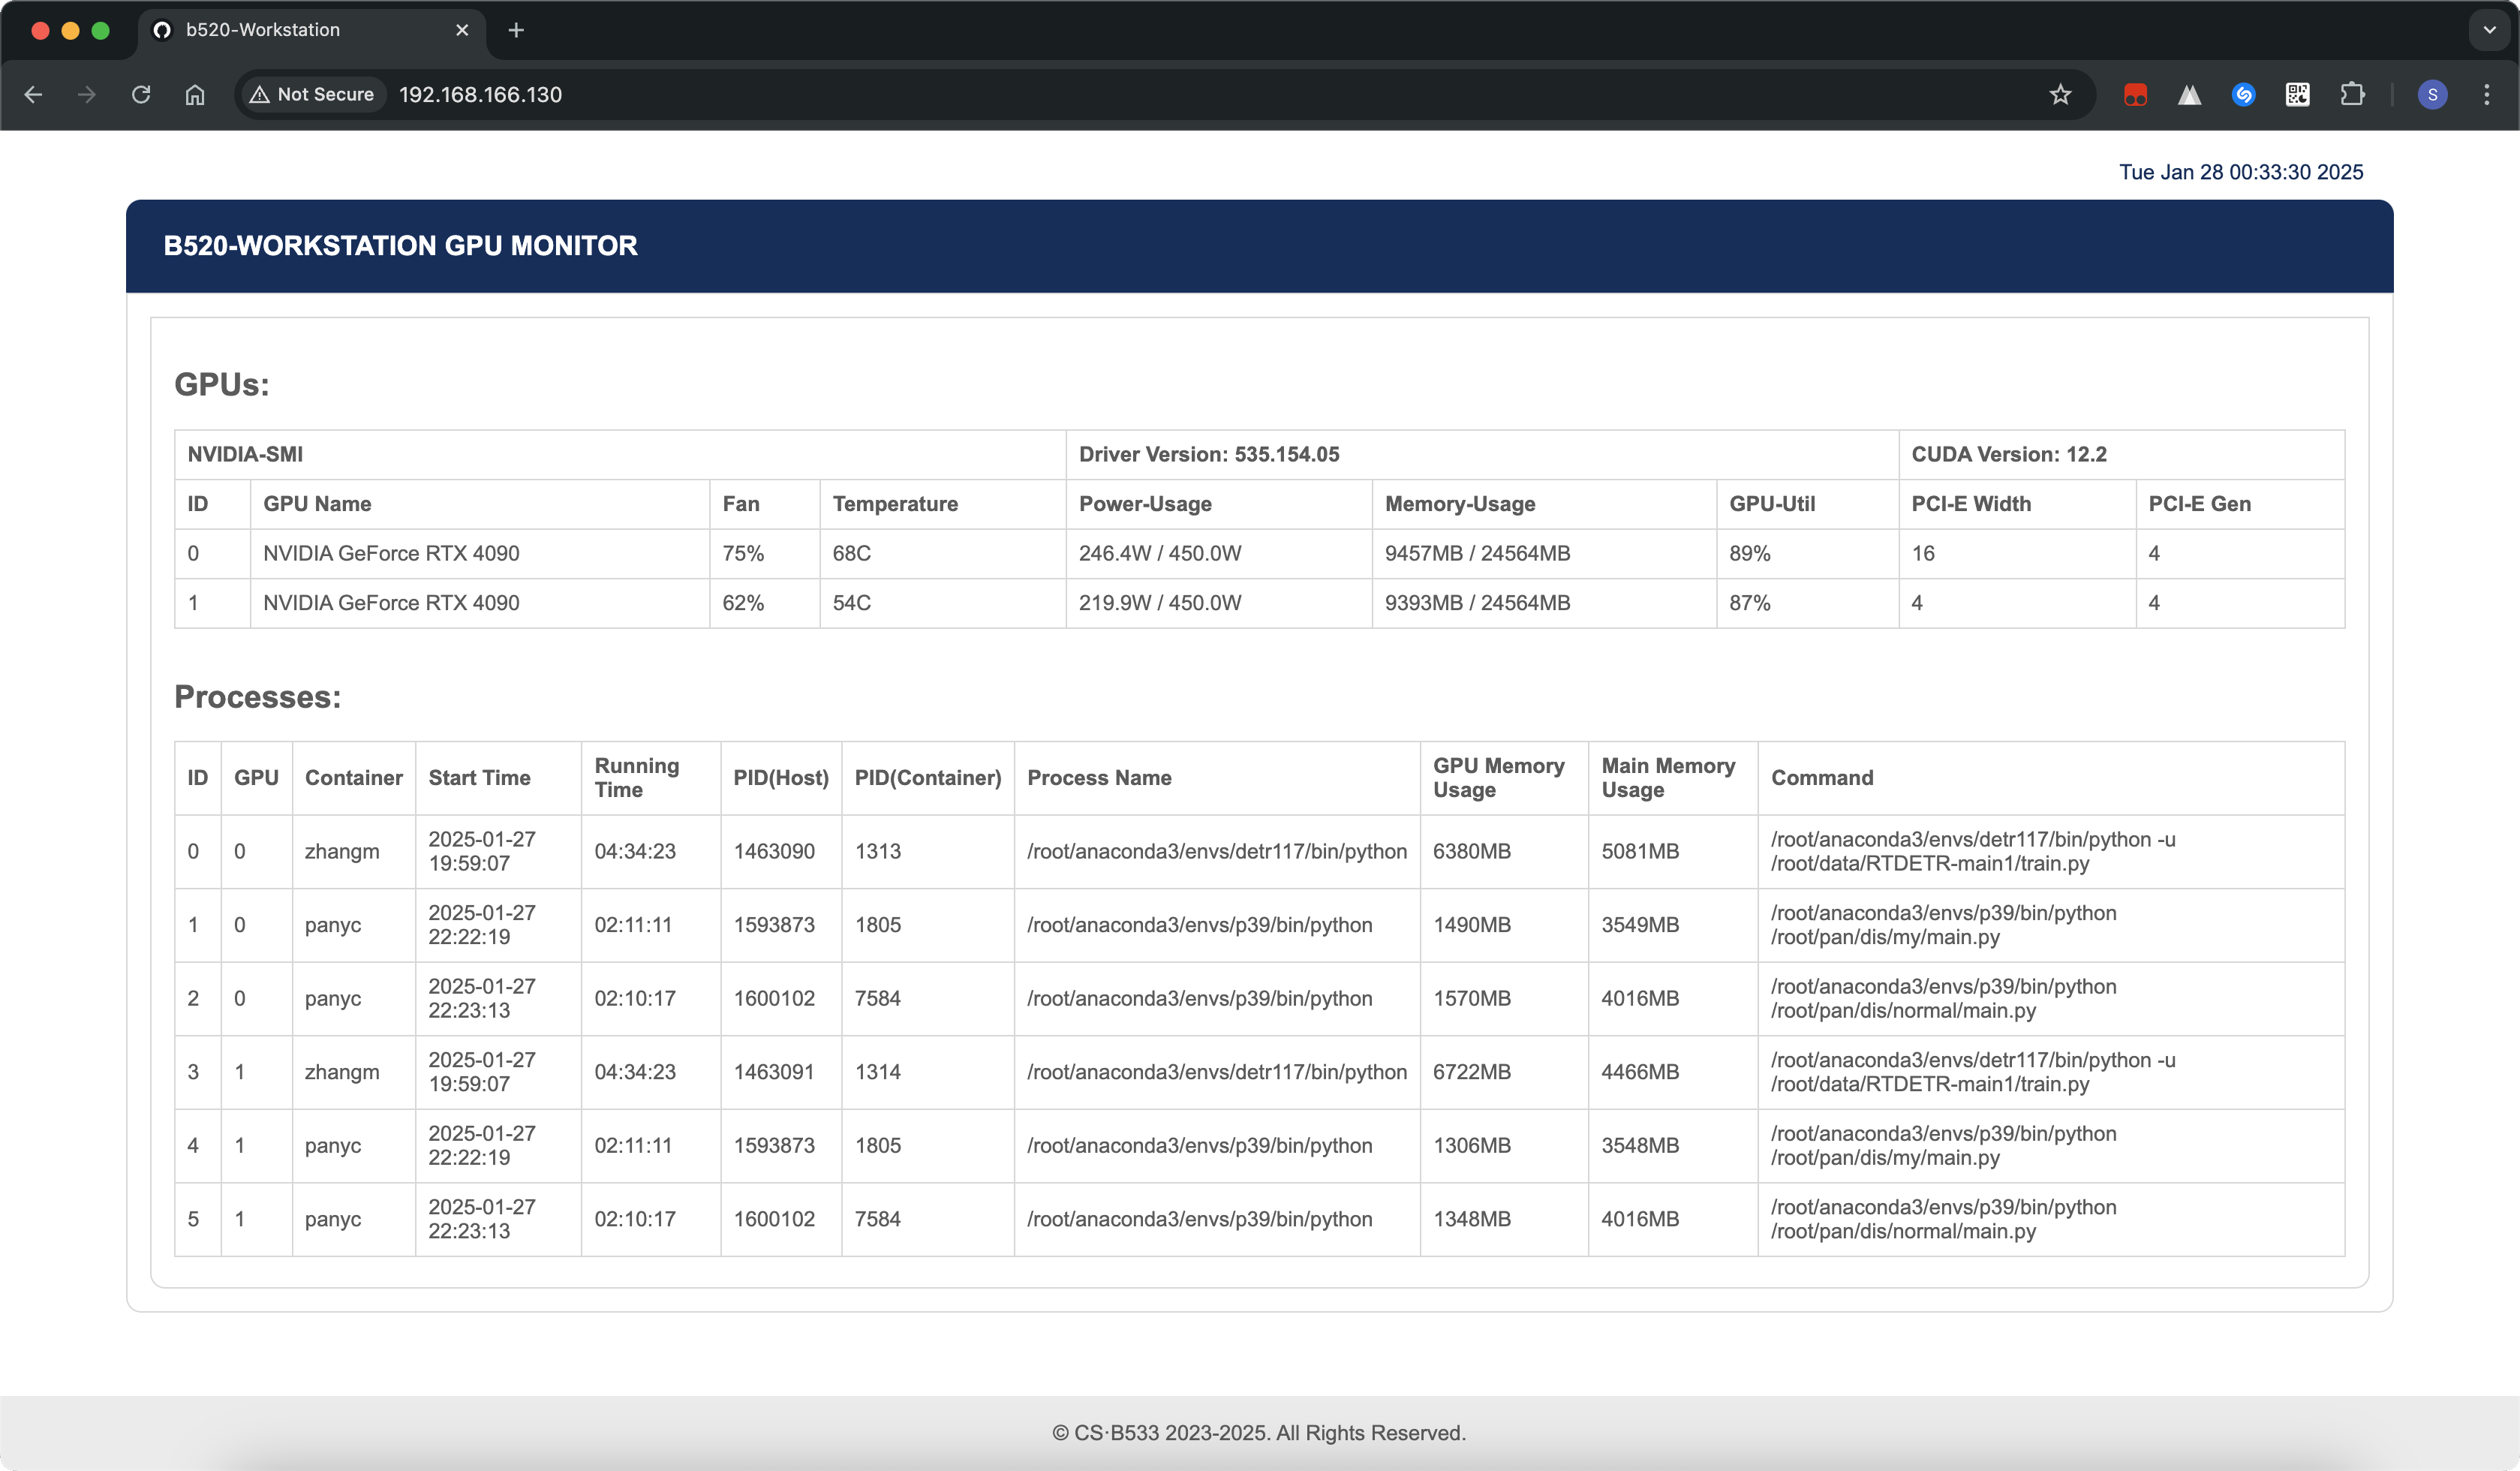 b520-Workstation
Not Secure 192.168.166.130
S
Tue Jan 28 00:33:30 2025
B520-WORKSTATION GPU MONITOR
GPUs:
NVIDIA-SMI Driver Version: 535.154.05 CUDA Version: 12.2
ID GPU Name Fan Temperature Power-Usage Memory-Usage GPU-Util PCI-E Width PCI-E Gen
0 NVIDIA GeForce RTX 4090 75% 68C 246.4W / 450.0W 9457MB / 24564MB 89% 16 4
1 NVIDIA GeForce RTX 4090 62% 54C 219.9W / 450.0W 9393MB / 24564MB 87% 4 4
Processes:
ID GPU Container Start Time Running Time PID(Host) PID(Container) Process Name GPU Memory Usage Main Memory Usage Command
0 0 zhangm 2025-01-27 19:59:07 04:34:23 1463090 1313 /root/anaconda3/envs/detr117/bin/python 6380MB 5081MB /root/anaconda3/envs/detr117/bin/python -u /root/data/RTDETR-main1/train.py
1 0 panyc 2025-01-27 22:22:19 02:11:11 1593873 1805 /root/anaconda3/envs/p39/bin/python 1490MB 3549MB /root/anaconda3/envs/p39/bin/python /root/pan/dis/my/main.py
2 0 panyc 2025-01-27 22:23:13 02:10:17 1600102 7584 /root/anaconda3/envs/p39/bin/python 1570MB 4016MB /root/anaconda3/envs/p39/bin/python /root/pan/dis/normal/main.py
3 1 zhangm 2025-01-27 19:59:07 04:34:23 1463091 1314 /root/anaconda3/envs/detr117/bin/python 6722MB 4466MB /root/anaconda3/envs/detr117/bin/python -u /root/data/RTDETR-main1/train.py
4 1 panyc 2025-01-27 22:22:19 02:11:11 1593873 1805 /root/anaconda3/envs/p39/bin/python 1306MB 3548MB /root/anaconda3/envs/p39/bin/python /root/pan/dis/my/main.py
5 1 panyc 2025-01-27 22:23:13 02:10:17 1600102 7584 /root/anaconda3/envs/p39/bin/python 1348MB 4016MB /root/anaconda3/envs/p39/bin/python /root/pan/dis/normal/main.py
© CS·B533 2023-2025. All Rights Reserved.